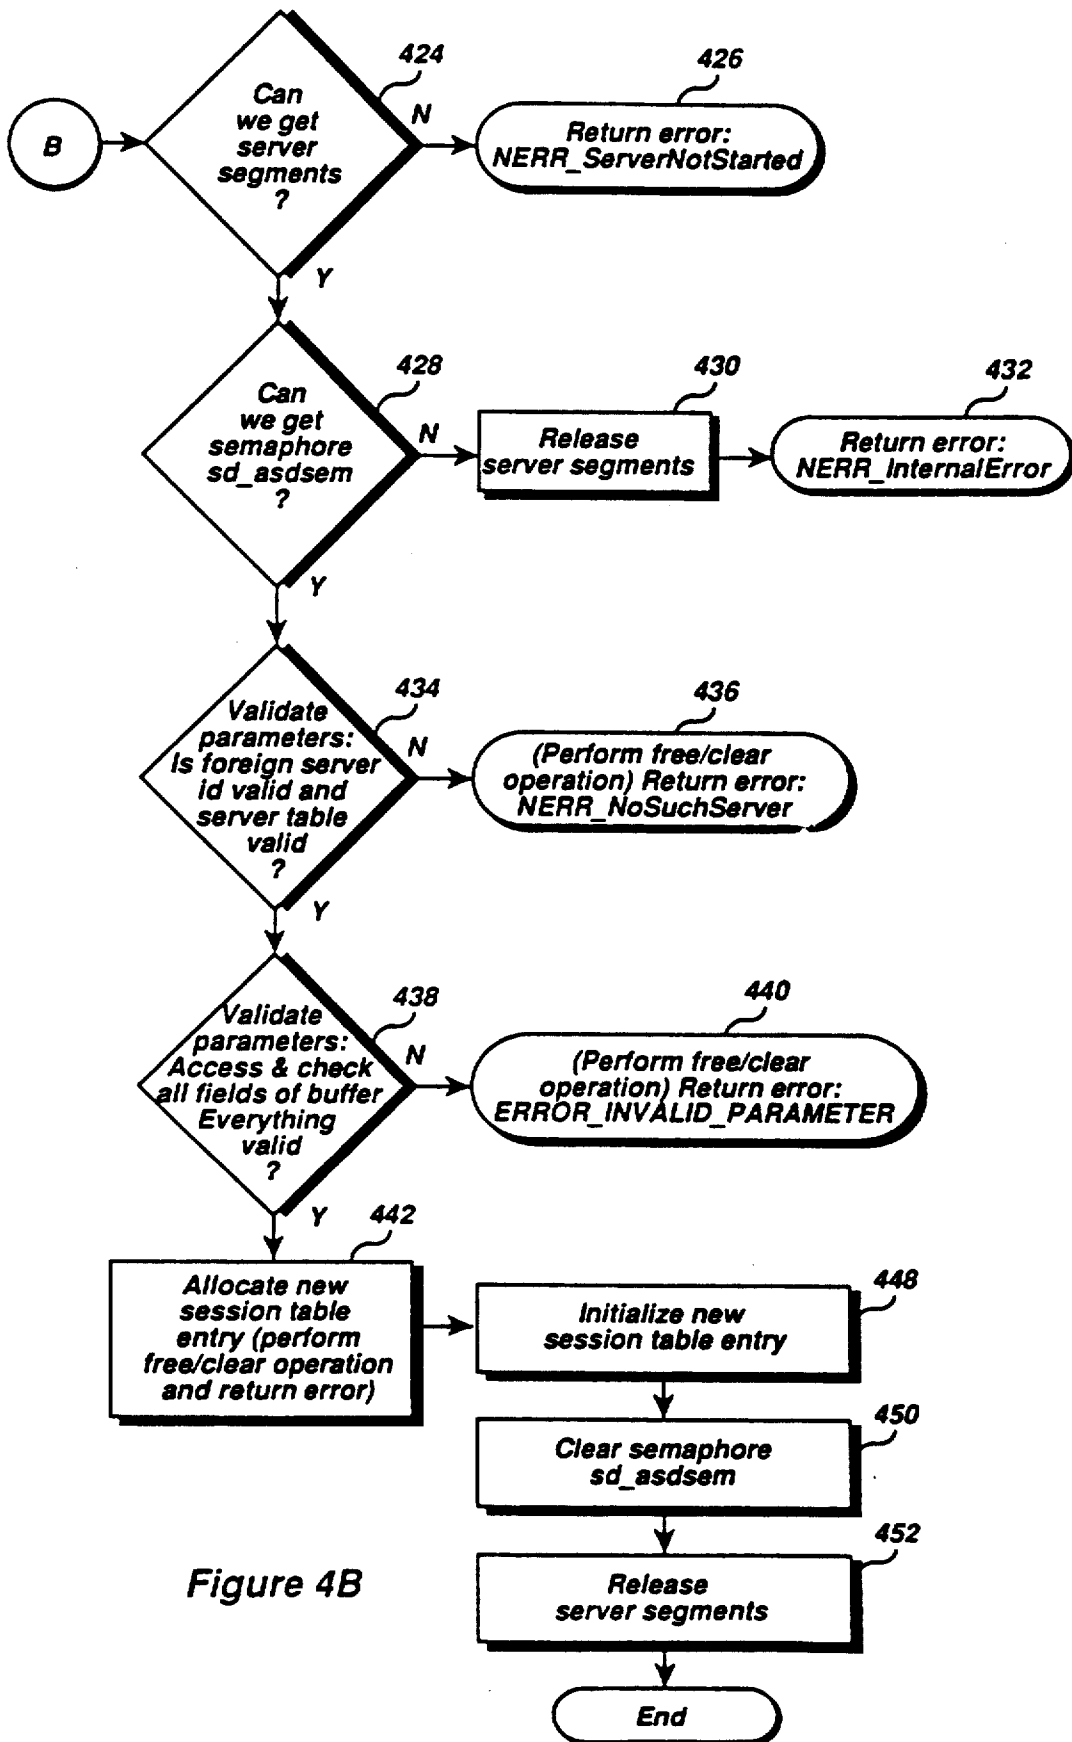 424
426
Can
we get
server
segments
?
B
N
Return error:
NERR_ServerNotStarted
Y
428
430
432
Can
we get
semaphore
sd_asdsem
?
N
Release
server segments
Return error:
NERR_InternalError
Y
434
436
Validate
parameters:
Is foreign server
id valid and
server table
valid
?
N
(Perform free/clear
operation) Return error:
NERR_NoSuchServer
Y
438
440
Validate
parameters:
Access & check
all fields of buffer
Everything
valid
?
N
(Perform free/clear
operation) Return error:
ERROR_INVALID_PARAMETER
Y
442
Allocate new
session table
entry (perform
free/clear operation
and return error)
448
Initialize new
session table entry
450
Clear semaphore
sd_asdsem
452
Release
server segments
Figure 4B
End